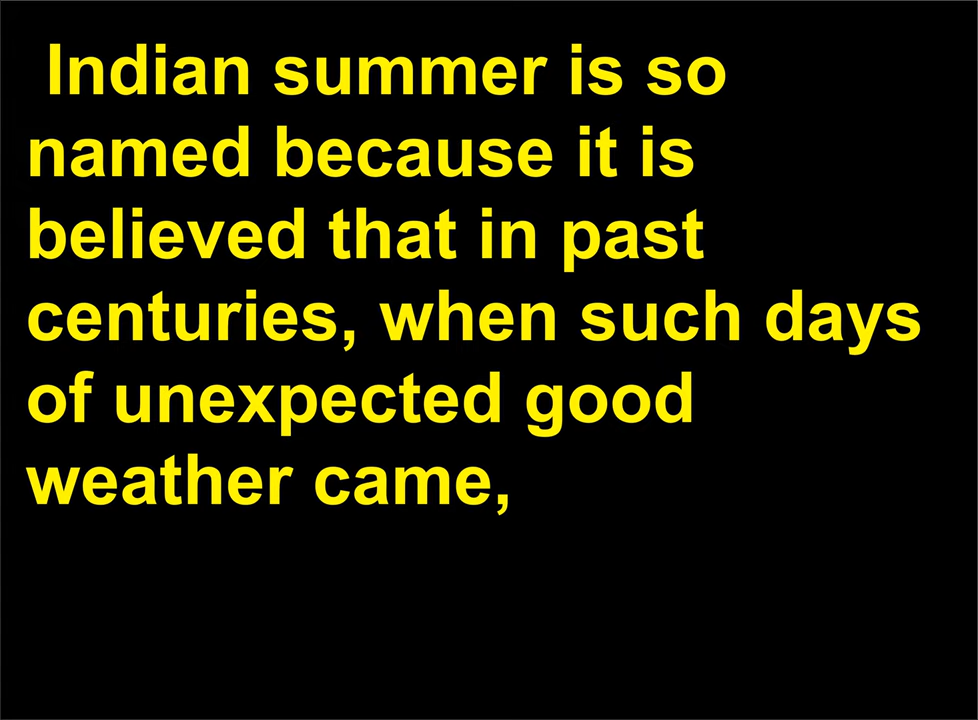 Indian summer is so
named because it is
believed that in past
centuries, when such days
of unexpected good
weather came,